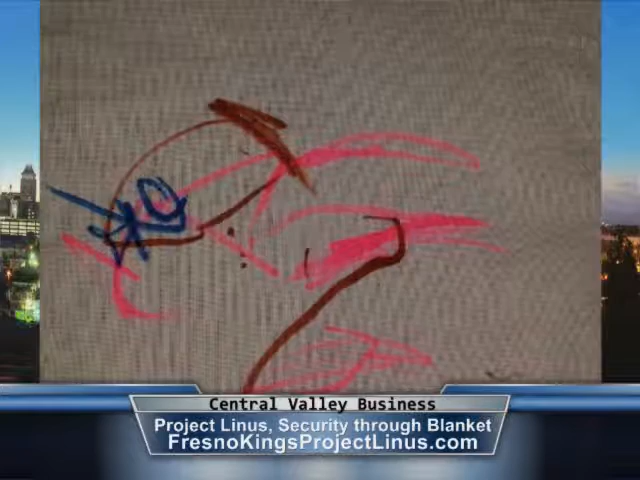 Central Valley Business
Project Linus, Security through Blanket
FresnoKingsProjectLinus.com